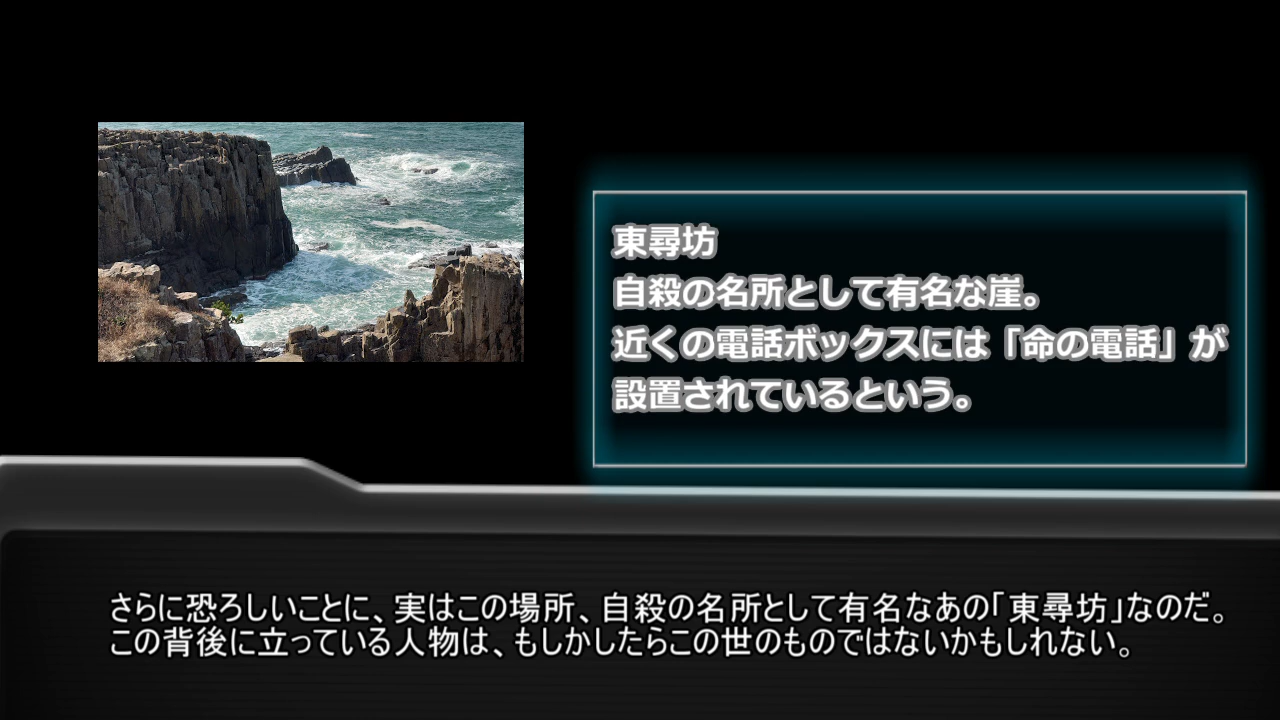 東尋坊
自殺の名所として有名な崖。
近くの電話ボックスには「命の電話」が
設置されているという。
さらに恐ろしいことに、実はこの場所、自殺の名所として有名なあの「東尋坊」なのだ。
この背後に立っている人物は、もしかしたらこの世のものではないかもしれない。